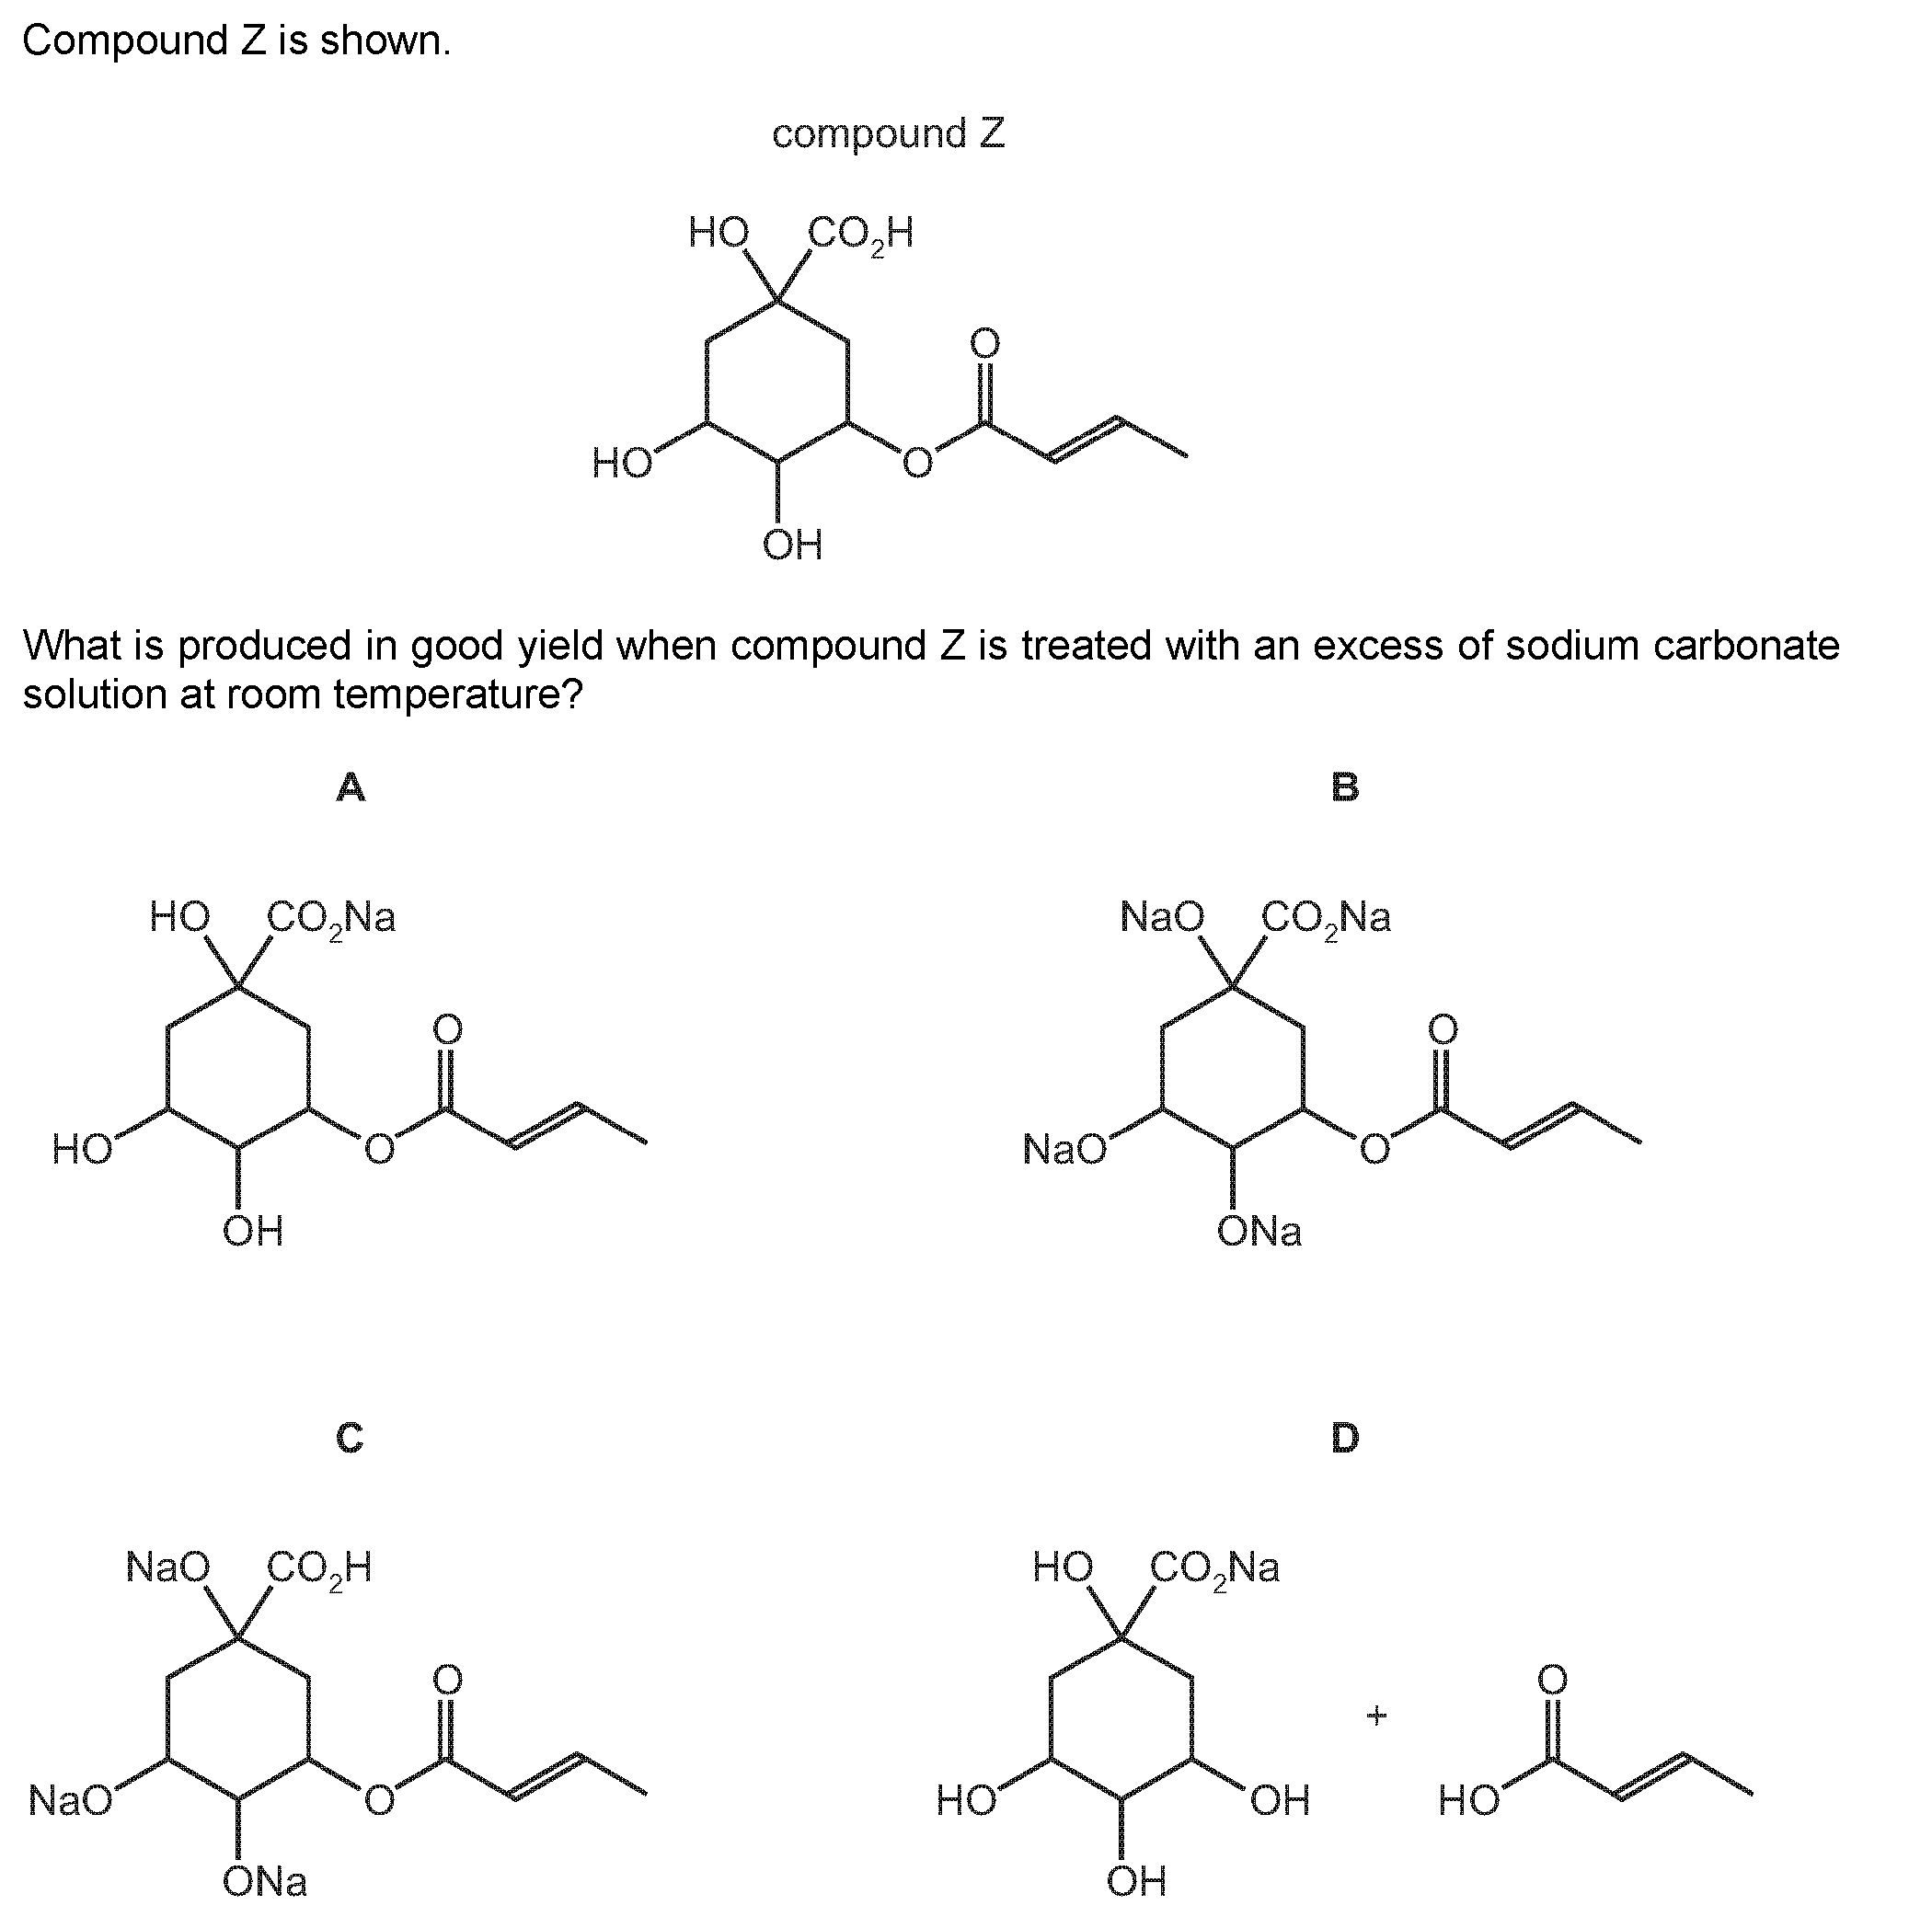 Compound Z is shown.
compound Z
HO CO₂H
O
HO O
OH
What is produced in good yield when compound Z is treated with an excess of sodium carbonate
solution at room temperature?
A B
HO CO₂Na NaO CO₂Na
O O
HO O NaO O
OH ONa
C D
NaO CO₂H HO CO₂Na
O + O
NaO O HO OH HO
ONa OH